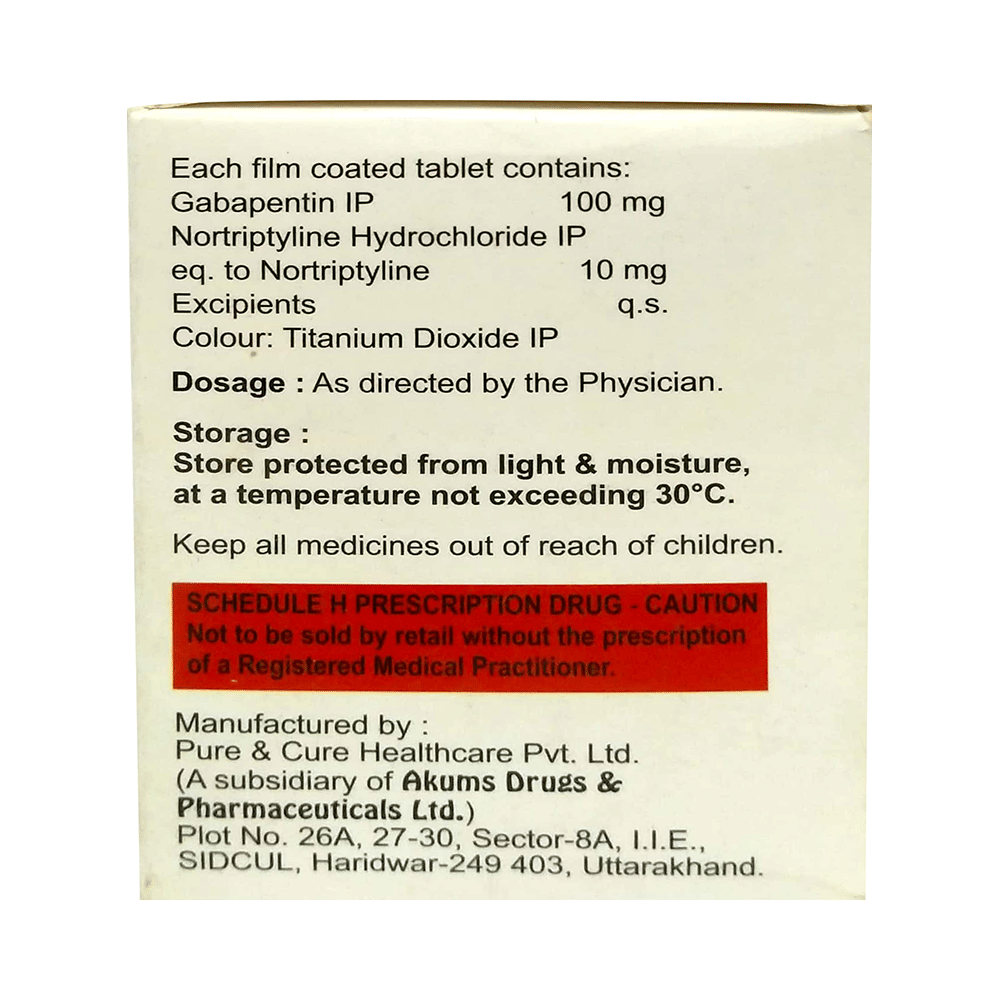 Each film coated tablet contains:
Gabapentin IP 100 mg
Nortriptyline Hydrochloride IP
eq. to Nortriptyline 10 mg
Excipients q.s.
Colour: Titanium Dioxide IP
Dosage : As directed by the Physician.
Storage :
Store protected from light & moisture,
at a temperature not exceeding 30°C.
Keep all medicines out of reach of children.
SCHEDULE H PRESCRIPTION DRUG - CAUTION
Not to be sold by retail without the prescription
of a Registered Medical Practitioner.
Manufactured by :
Pure & Cure Healthcare Pvt. Ltd.
(A subsidiary of Akums Drugs &
Pharmaceuticals Ltd.)
Plot No. 26A, 27-30, Sector-8A, I.I.E.,
SIDCUL, Haridwar-249 403, Uttarakhand.